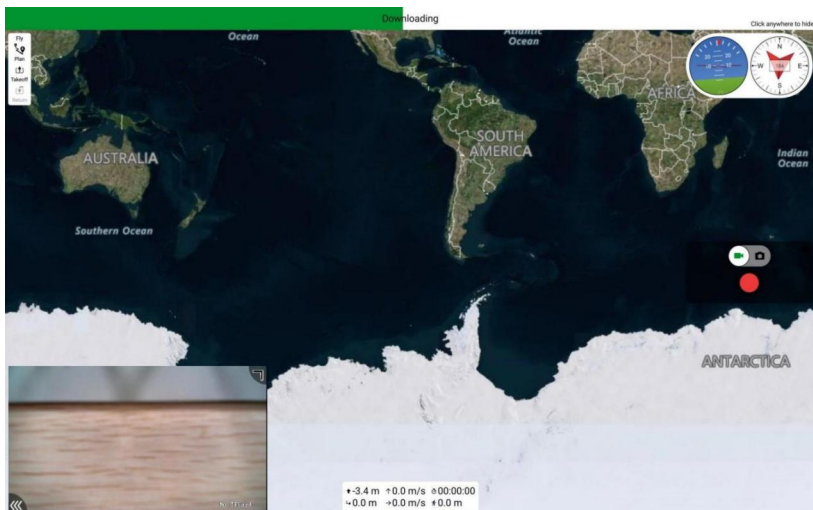 Downloading
Click anywhere to hide
Fly
Plan
Takeoff
Return
Ocean
Atlantic
Ocean
N
W
E
S
AFRICA
SOUTH
AMERICA
AUSTRALIA
Indian
Ocean
Southern Ocean
ANTARCTICA
-3.4 m 0.0 m/s 00:00:00
0.0 m 0.0 m/s 0.0 m